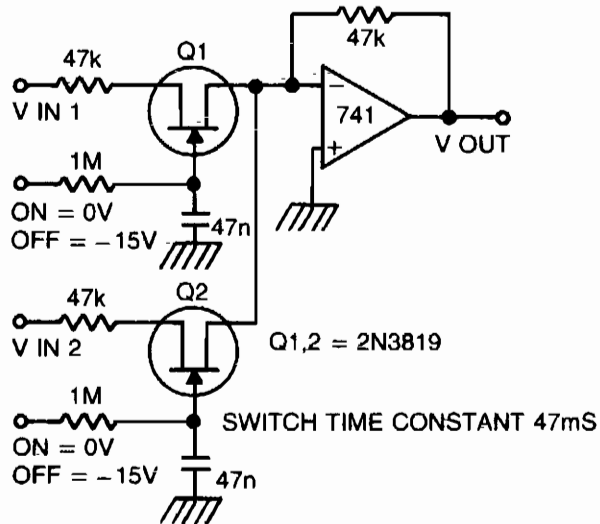 47k
Q1
47k
V IN 1
−
741
+
V OUT
1M
ON = 0V
OFF = −15V
47n
Q2
47k
V IN 2
Q1,2 = 2N3819
1M
SWITCH TIME CONSTANT 47mS
ON = 0V
OFF = −15V
47n